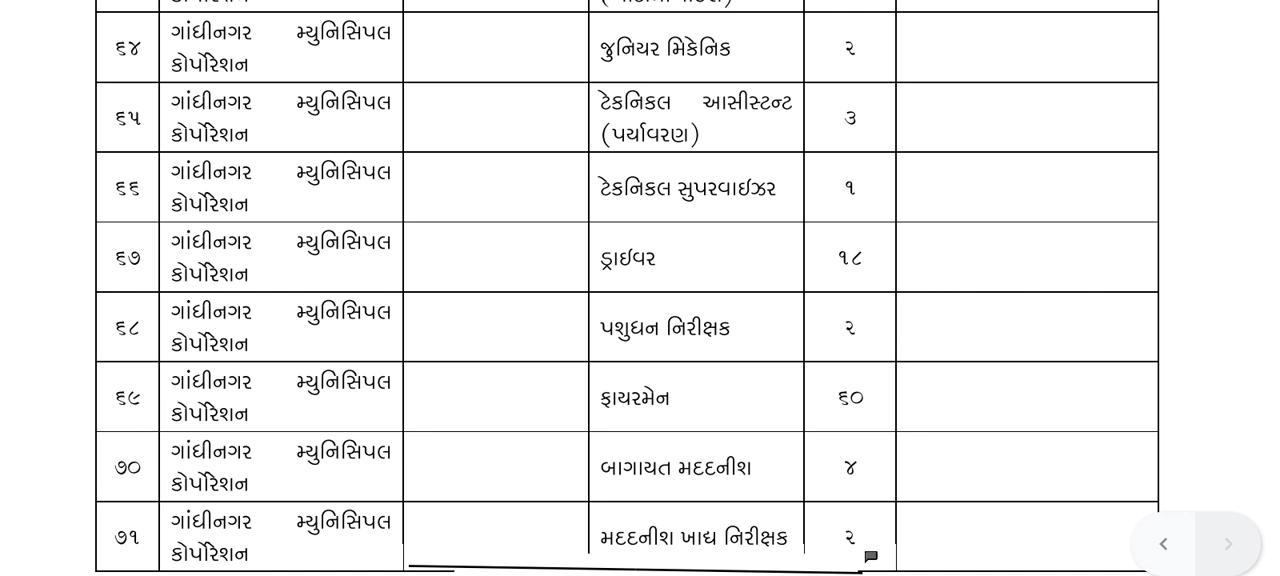 ૬૪ ગાંધીનગર મ્યુનિસિપલ
કોર્પોરેશન જુનિયર મિકેનિક ૨
૬૫ ગાંધીનગર મ્યુનિસિપલ ટેકનિકલ આસીસ્ટન્ટ
કોર્પોરેશન (પર્યાવરણ) ૩
૬૬ ગાંધીનગર મ્યુનિસિપલ
કોર્પોરેશન ટેકનિકલ સુપરવાઈઝર ૧
૬૭ ગાંધીનગર મ્યુનિસિપલ
કોર્પોરેશન ડ્રાઈવર ૧૮
૬૮ ગાંધીનગર મ્યુનિસિપલ
કોર્પોરેશન પશુધન નિરીક્ષક ૨
૬૯ ગાંધીનગર મ્યુનિસિપલ
કોર્પોરેશન ફાયરમેન ૬૦
૭૦ ગાંધીનગર મ્યુનિસિપલ
કોર્પોરેશન બાગાયત મદદનીશ ૪
૭૧ ગાંધીનગર મ્યુનિસિપલ
કોર્પોરેશન મદદનીશ ખાદ્ય નિરીક્ષક ૨